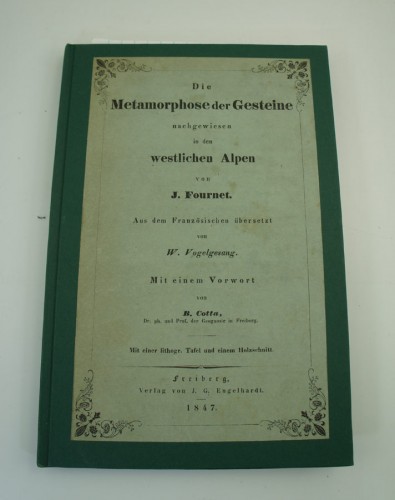 Die
Metamorphose der Gesteine
nachgewiesen
in den
westlichen Alpen
von
J. Fournet.
Aus dem Französischen übersetzt
von
W. Vogelgesang.
Mit einem Vorwort
von
B. Cotta,
Dr. ph. und Prof. der Geognosie in Freiberg.
Mit einer lithogr. Tafel und einem Holzschnitt.
Freiberg,
Verlag von J. G. Engelhardt.
1847.